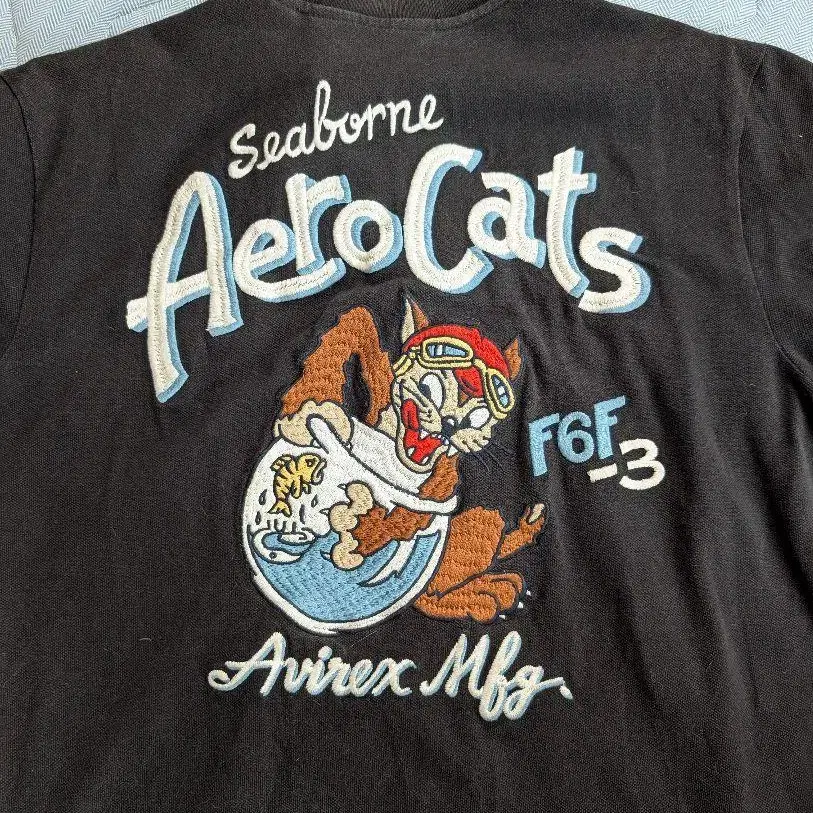 Seaborne
AeroCats
F6F
-3
Avirex Mfg.